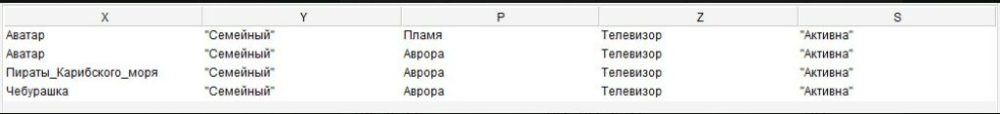 X Y P Z S
Аватар "Семейный" Пламя Телевизор "Активна"
Аватар "Семейный" Аврора Телевизор "Активна"
Пираты_Карибского_моря "Семейный" Аврора Телевизор "Активна"
Чебурашка "Семейный" Аврора Телевизор "Активна"